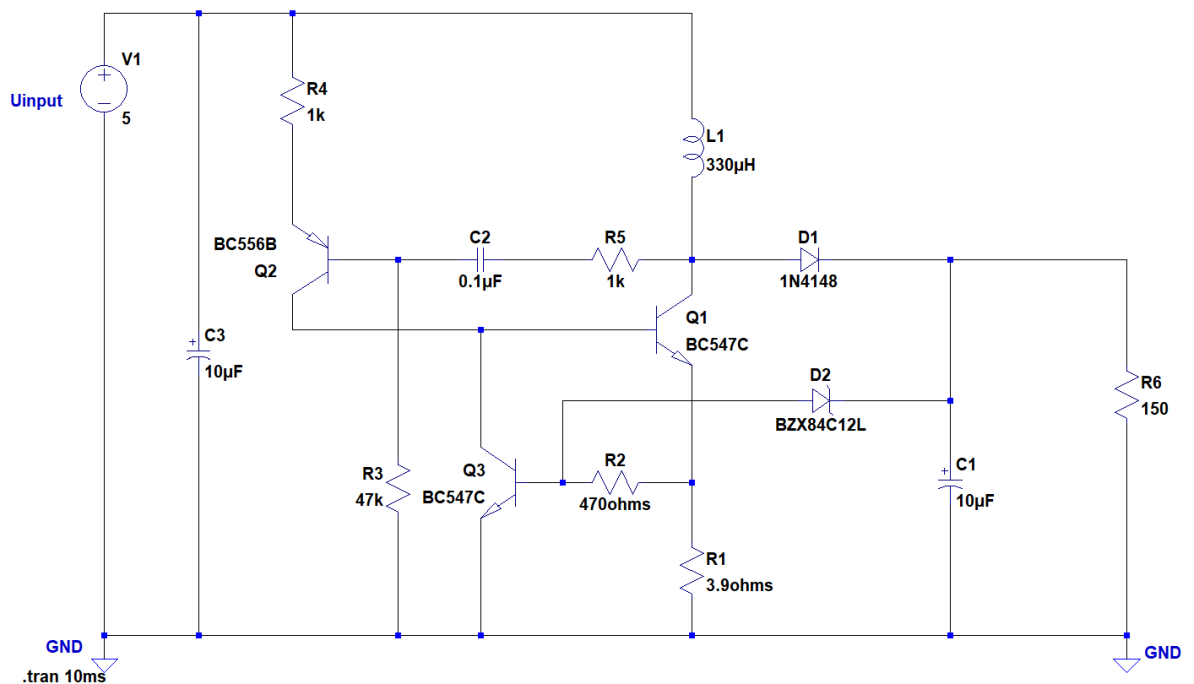 V1
Uinput
5
R4
1k
L1
330µH
BC556B
Q2
C2
0.1µF
R5
1k
D1
1N4148
Q1
BC547C
C3
10µF
D2
BZX84C12L
R6
150
R3
47k
Q3
BC547C
R2
470ohms
C1
10µF
R1
3.9ohms
GND
.tran 10ms
GND